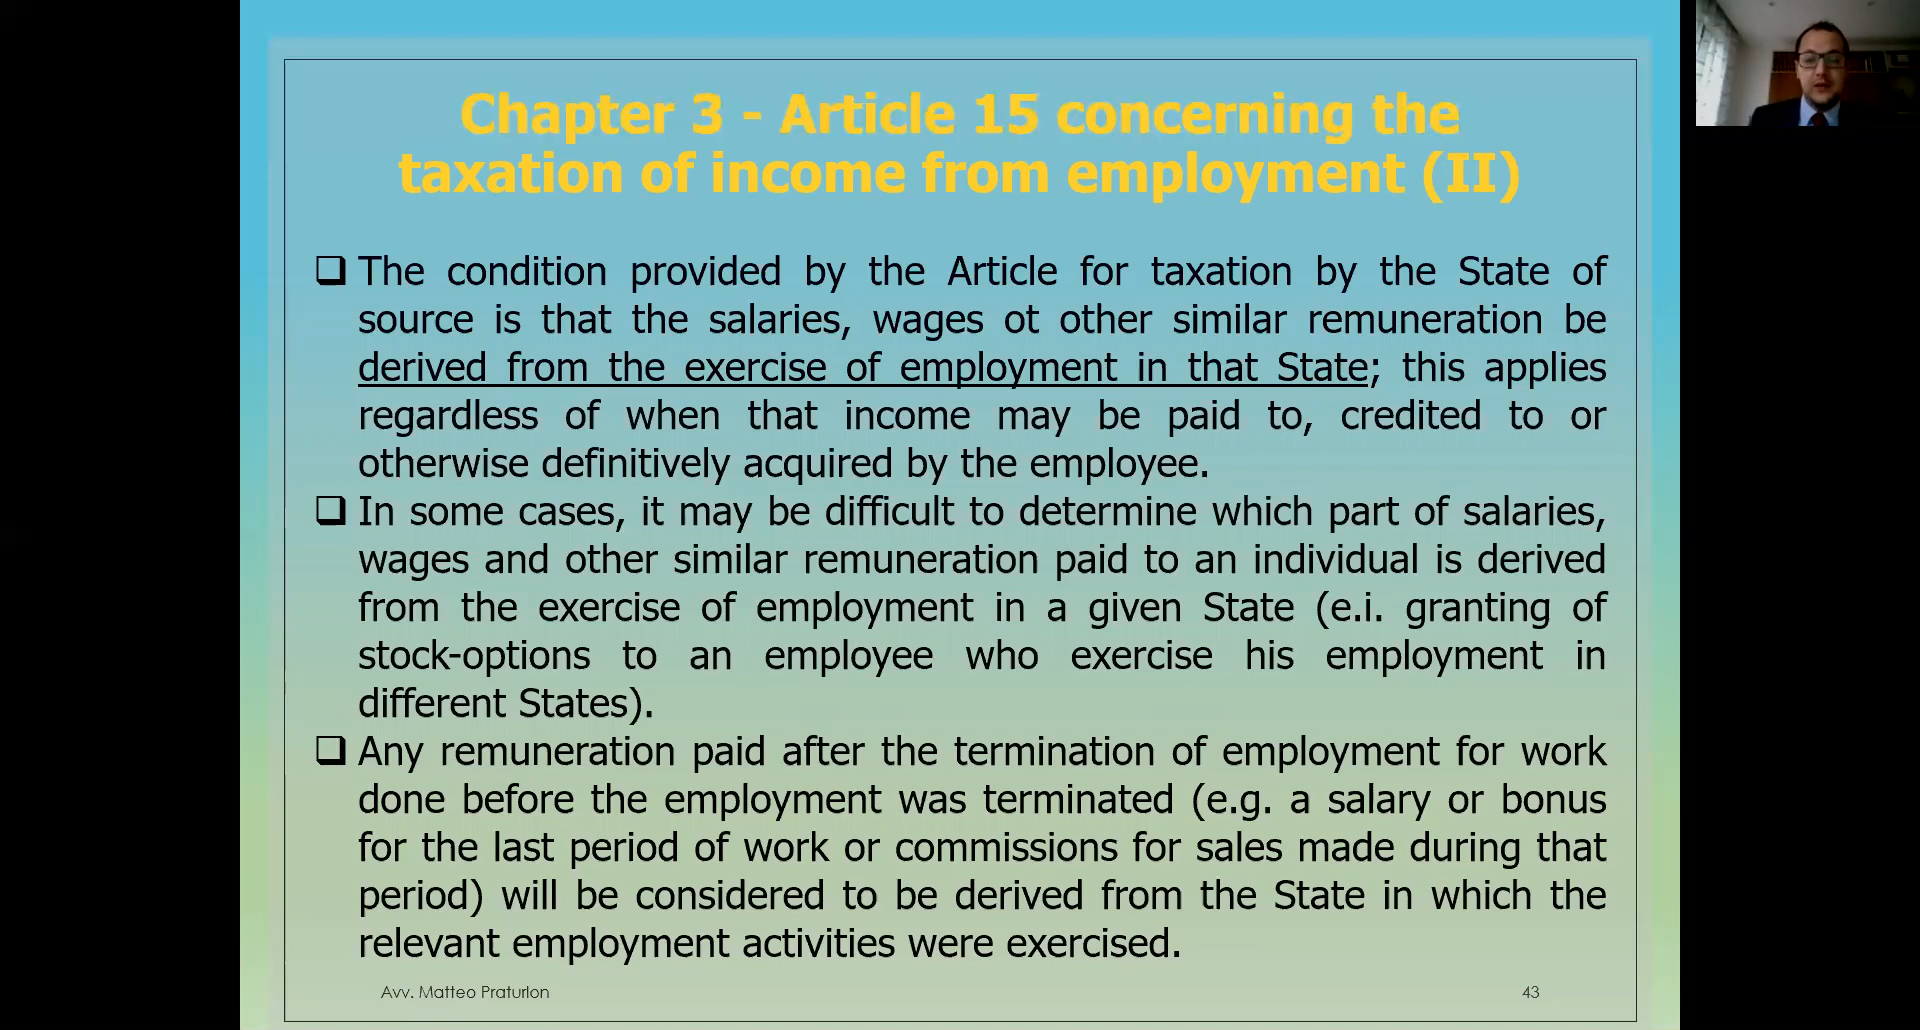 Chapter 3 - Article 15 concerning the
taxation of income from employment (II)
The condition provided by the Article for taxation by the State of
source is that the salaries, wages ot other similar remuneration be
derived from the exercise of employment in that State; this applies
regardless of when that income may be paid to, credited to or
otherwise definitively acquired by the employee.
In some cases, it may be difficult to determine which part of salaries,
wages and other similar remuneration paid to an individual is derived
from the exercise of employment in a given State (e.i. granting of
stock-options to an employee who exercise his employment in
different States).
Any remuneration paid after the termination of employment for work
done before the employment was terminated (e.g. a salary or bonus
for the last period of work or commissions for sales made during that
period) will be considered to be derived from the State in which the
relevant employment activities were exercised.
Avv. Matteo Praturlon
43